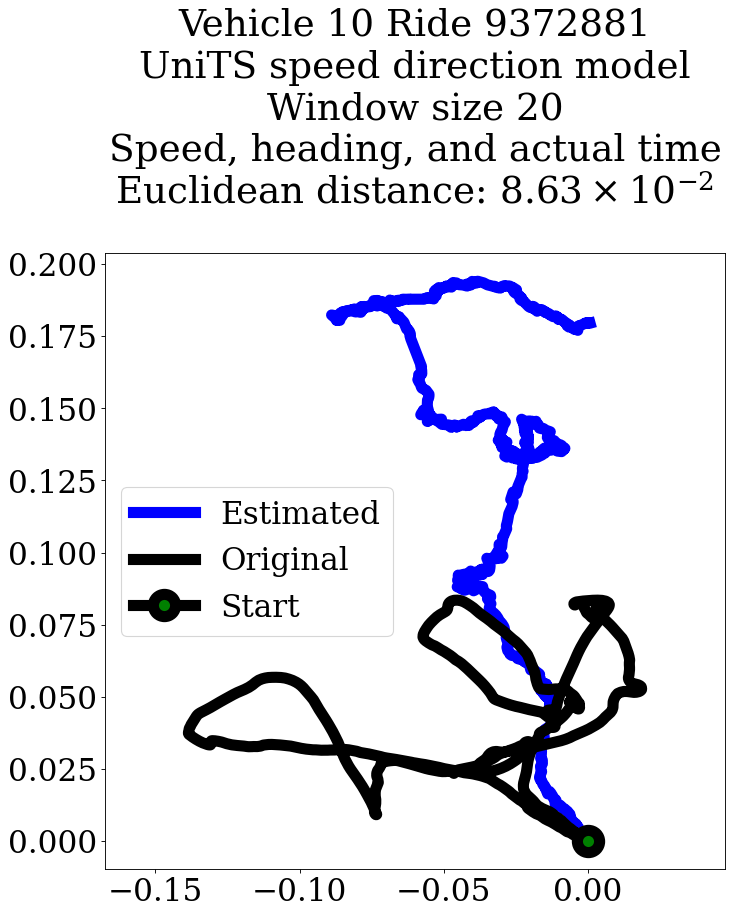 Vehicle 10 Ride 9372881
UniTS speed direction model
Window size 20
Speed, heading, and actual time
Euclidean distance: 8.63 × 10⁻²
0.200
0.175
0.150
0.125
0.100
0.075
0.050
0.025
0.000
Estimated
Original
Start
−0.15
−0.10
−0.05
0.00